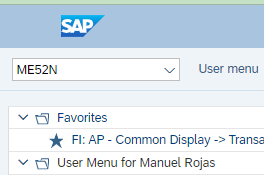 SAP
ME52N
User menu
Favorites
FI: AP - Common Display -> Transa
User Menu for Manuel Rojas